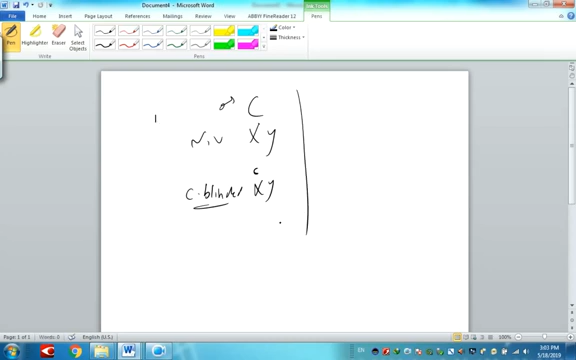 Document4 - Microsoft Word
Ink Tools
File Home Insert Page Layout References Mailings Review View ABBYY FineReader 12 Pens
Pen Highlighter Eraser Select Objects
Color
Thickness
Write Pens
♂ C
N.V X y
c
c.blinded X y
Page: 1 of 1 Words: 0 English (U.S.) 100%
EN 3:03 PM
5/18/2019